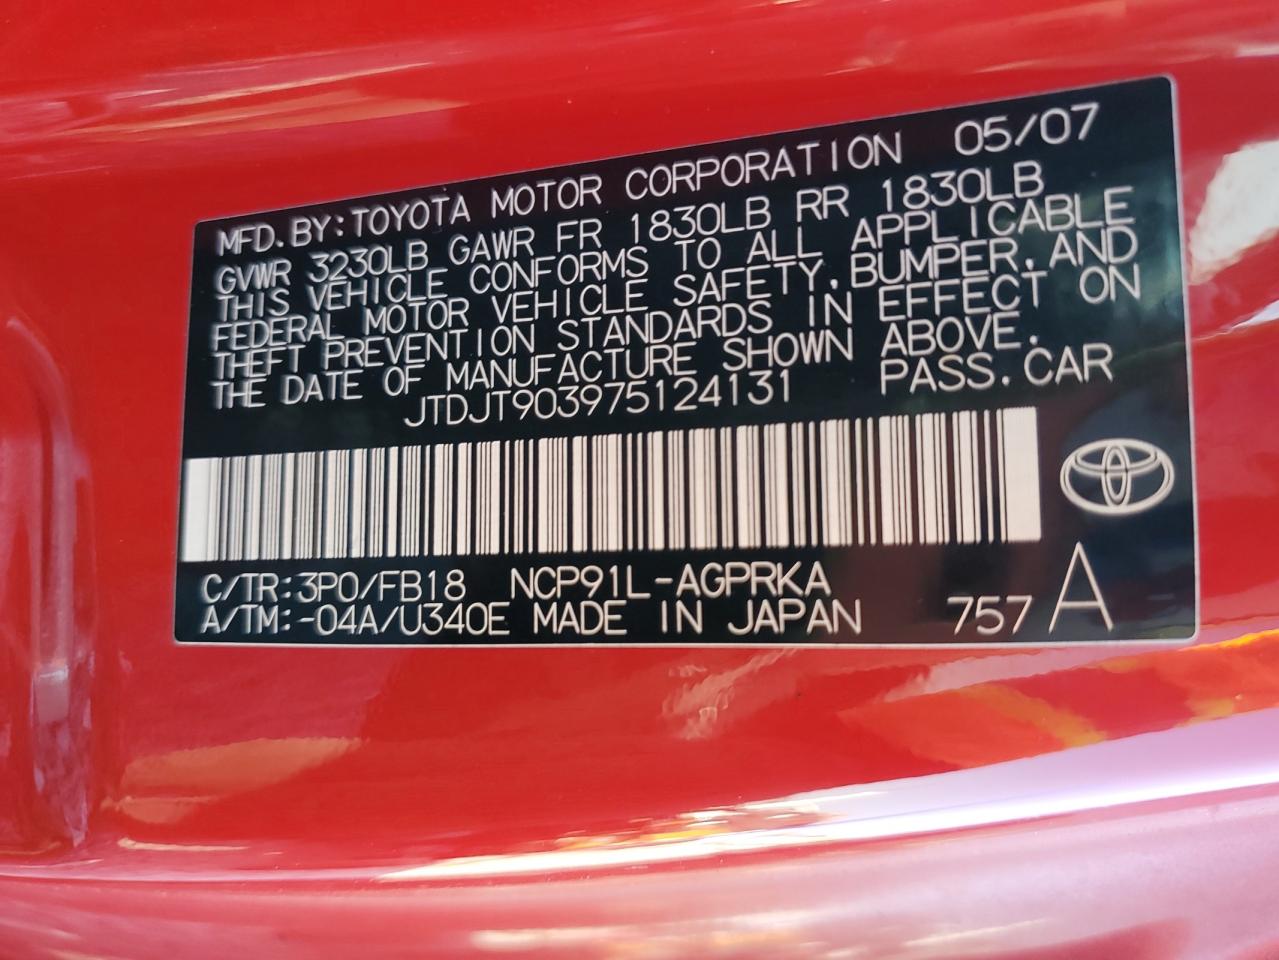 MFD. BY: TOYOTA MOTOR CORPORATION 05/07
GVWR 3230LB GAWR FR 1830LB RR 1830LB
THIS VEHICLE CONFORMS TO ALL APPLICABLE
FEDERAL MOTOR VEHICLE SAFETY, BUMPER, AND
THEFT PREVENTION STANDARDS IN EFFECT ON
THE DATE OF MANUFACTURE SHOWN ABOVE.
JTDJT903975124131 PASS. CAR
C/TR: 3P0/FB18 NCP91L-AGPRKA
A/TM: -04A/U340E MADE IN JAPAN 757 A